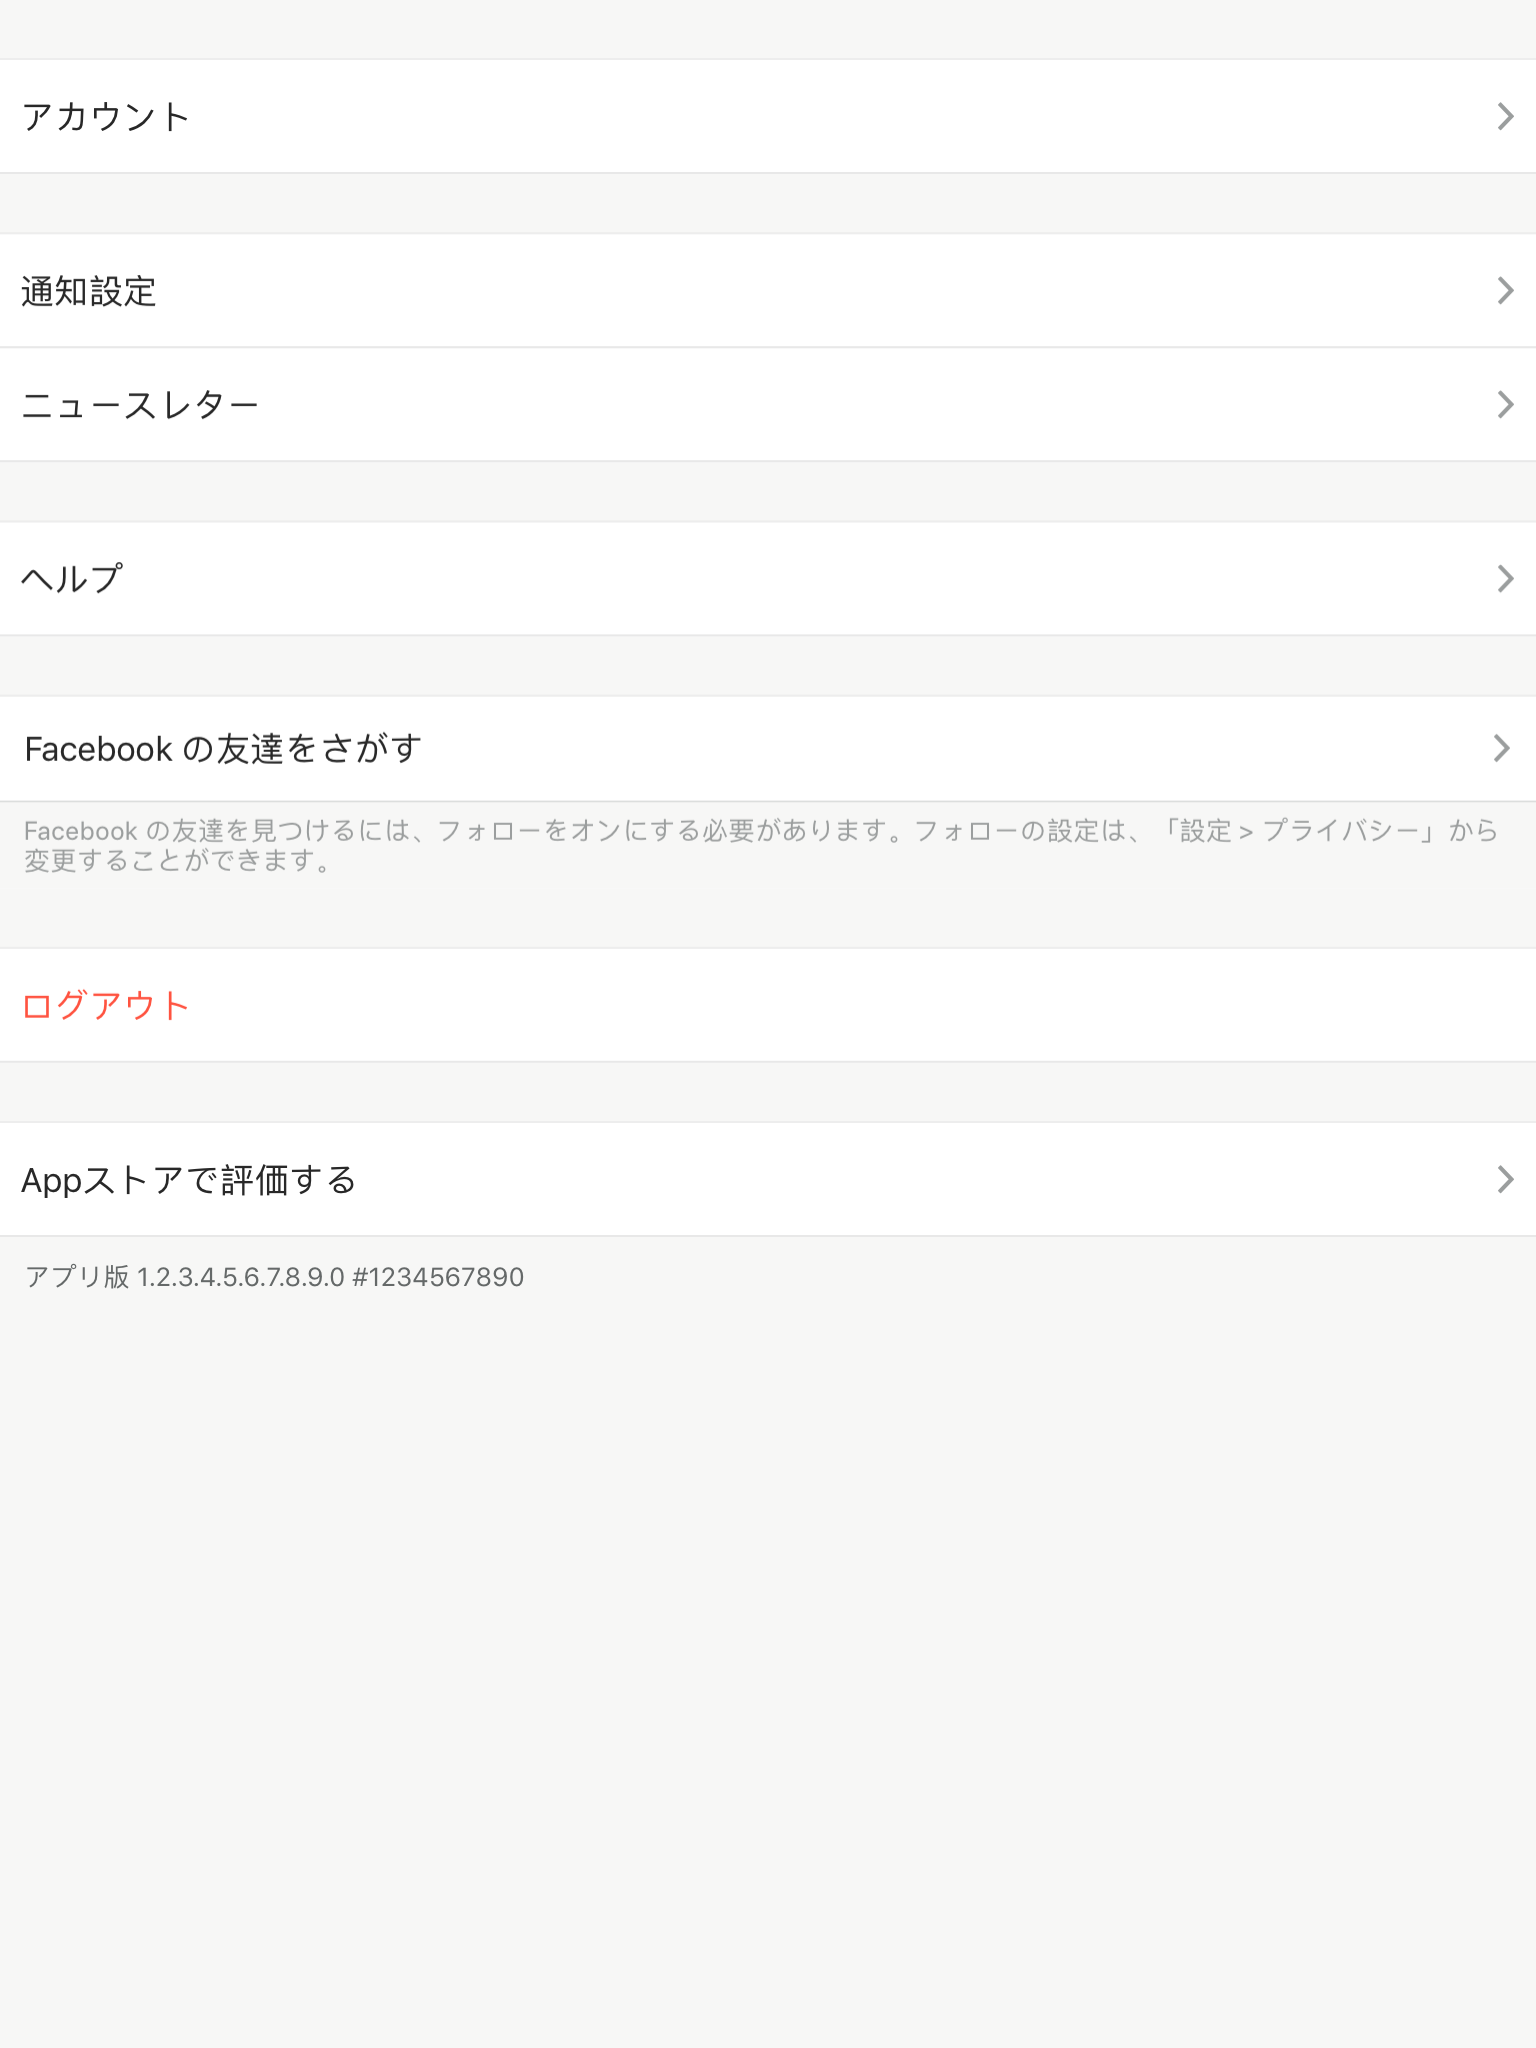 アカウント
通知設定
ニュースレター
ヘルプ
Facebook の友達をさがす
Facebook の友達を見つけるには、フォローをオンにする必要があります。フォローの設定は、「設定 > プライバシー」から
変更することができます。
ログアウト
Appストアで評価する
アプリ版 1.2.3.4.5.6.7.8.9.0 #1234567890